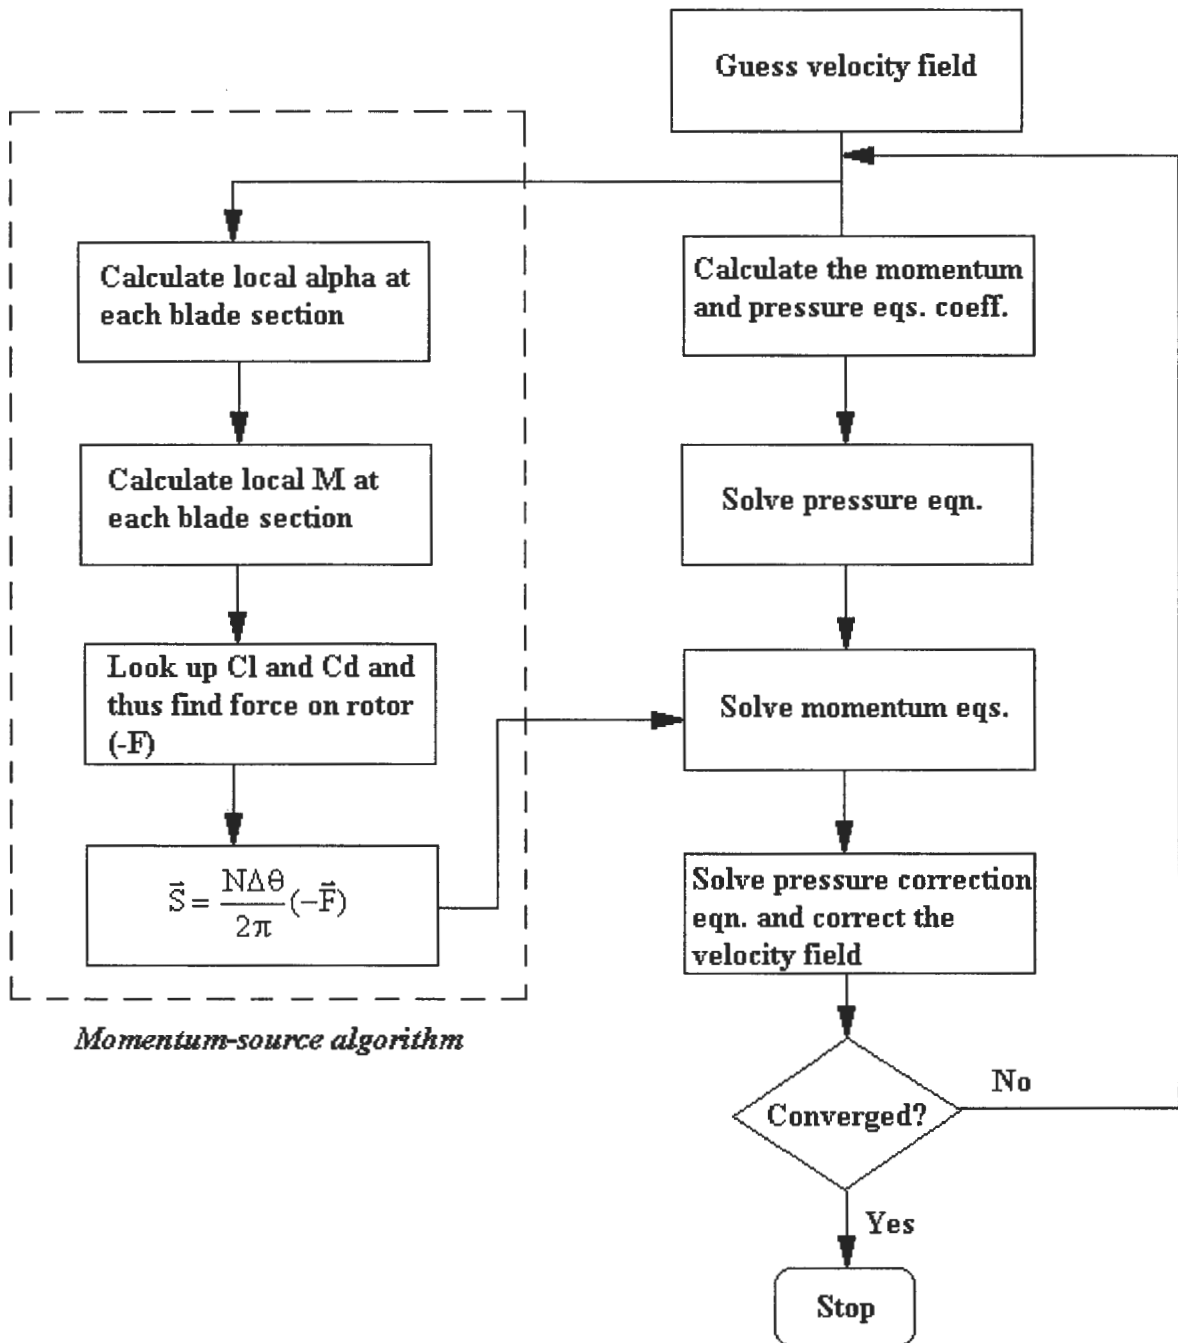 Guess velocity field
Calculate local alpha at
each blade section
Calculate local M at
each blade section
Look up Cl and Cd and
thus find force on rotor
(-F)
S⃗ = NΔθ/2π (−F⃗)
Momentum-source algorithm
Calculate the momentum
and pressure eqs. coeff.
Solve pressure eqn.
Solve momentum eqs.
Solve pressure correction
eqn. and correct the
velocity field
Converged?
No
Yes
Stop